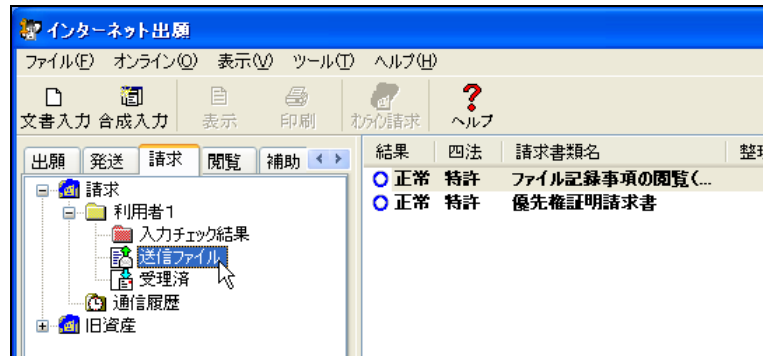 インターネット出願
ファイル(F) オンライン(O) 表示(V) ツール(T) ヘルプ(H)
文書入力 合成入力 表示 印刷 オンライン請求 ヘルプ
出願 発送 請求 閲覧 補助
結果 四法 請求書類名 整理
請求
利用者1
入力チェック結果
送信ファイル
受理済
通信履歴
旧資産
正常 特許 ファイル記録事項の閲覧(...
正常 特許 優先権証明請求書